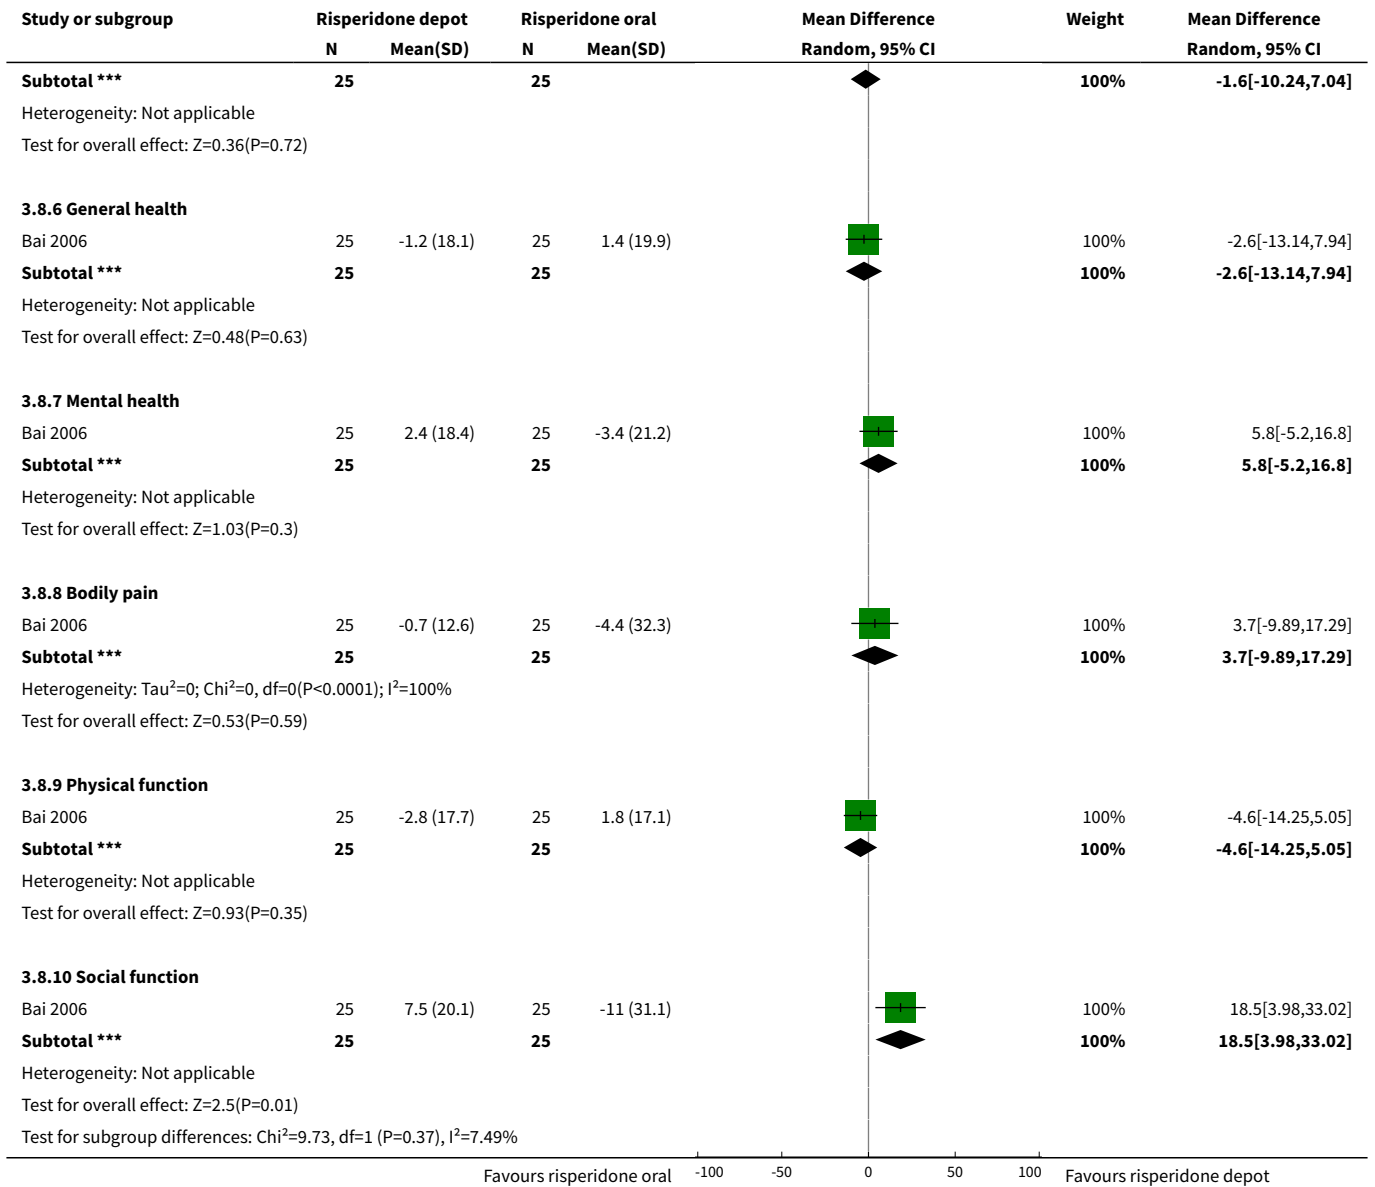 Study or subgroup Risperidone depot Risperidone oral Mean Difference Weight Mean Difference
N Mean(SD) N Mean(SD) Random, 95% CI Random, 95% CI
Subtotal *** 25 25 100% -1.6[-10.24,7.04]
Heterogeneity: Not applicable
Test for overall effect: Z=0.36(P=0.72)
3.8.6 General health
Bai 2006 25 -1.2 (18.1) 25 1.4 (19.9) 100% -2.6[-13.14,7.94]
Subtotal *** 25 25 100% -2.6[-13.14,7.94]
Heterogeneity: Not applicable
Test for overall effect: Z=0.48(P=0.63)
3.8.7 Mental health
Bai 2006 25 2.4 (18.4) 25 -3.4 (21.2) 100% 5.8[-5.2,16.8]
Subtotal *** 25 25 100% 5.8[-5.2,16.8]
Heterogeneity: Not applicable
Test for overall effect: Z=1.03(P=0.3)
3.8.8 Bodily pain
Bai 2006 25 -0.7 (12.6) 25 -4.4 (32.3) 100% 3.7[-9.89,17.29]
Subtotal *** 25 25 100% 3.7[-9.89,17.29]
Heterogeneity: Tau²=0; Chi²=0, df=0(P<0.0001); I²=100%
Test for overall effect: Z=0.53(P=0.59)
3.8.9 Physical function
Bai 2006 25 -2.8 (17.7) 25 1.8 (17.1) 100% -4.6[-14.25,5.05]
Subtotal *** 25 25 100% -4.6[-14.25,5.05]
Heterogeneity: Not applicable
Test for overall effect: Z=0.93(P=0.35)
3.8.10 Social function
Bai 2006 25 7.5 (20.1) 25 -11 (31.1) 100% 18.5[3.98,33.02]
Subtotal *** 25 25 100% 18.5[3.98,33.02]
Heterogeneity: Not applicable
Test for overall effect: Z=2.5(P=0.01)
Test for subgroup differences: Chi²=9.73, df=1 (P=0.37), I²=7.49%
Favours risperidone oral -100 -50 0 50 100 Favours risperidone depot